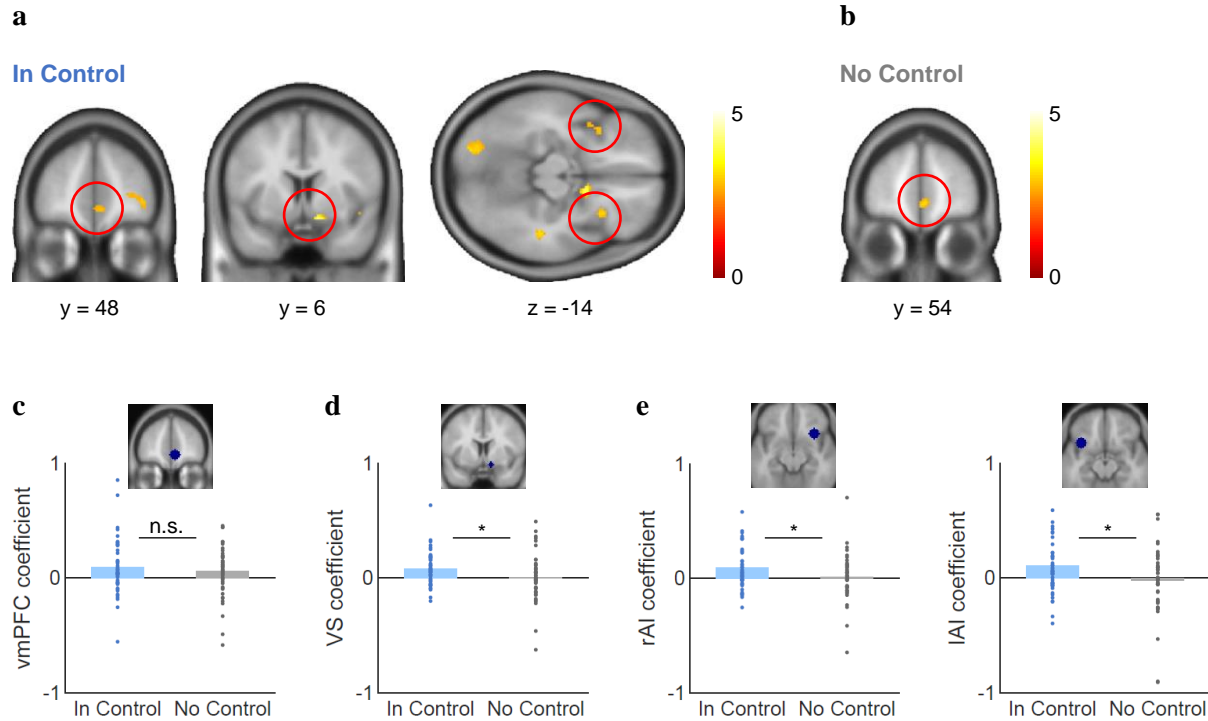 a
In Control
5
0
y = 48
y = 6
z = -14
b
No Control
5
0
y = 54
c
1
0
-1
vmPFC coefficient
n.s.
In Control No Control
d
1
0
-1
VS coefficient
*
In Control No Control
e
1
0
-1
rAI coefficient
*
In Control No Control
1
0
-1
lAI coefficient
*
In Control No Control